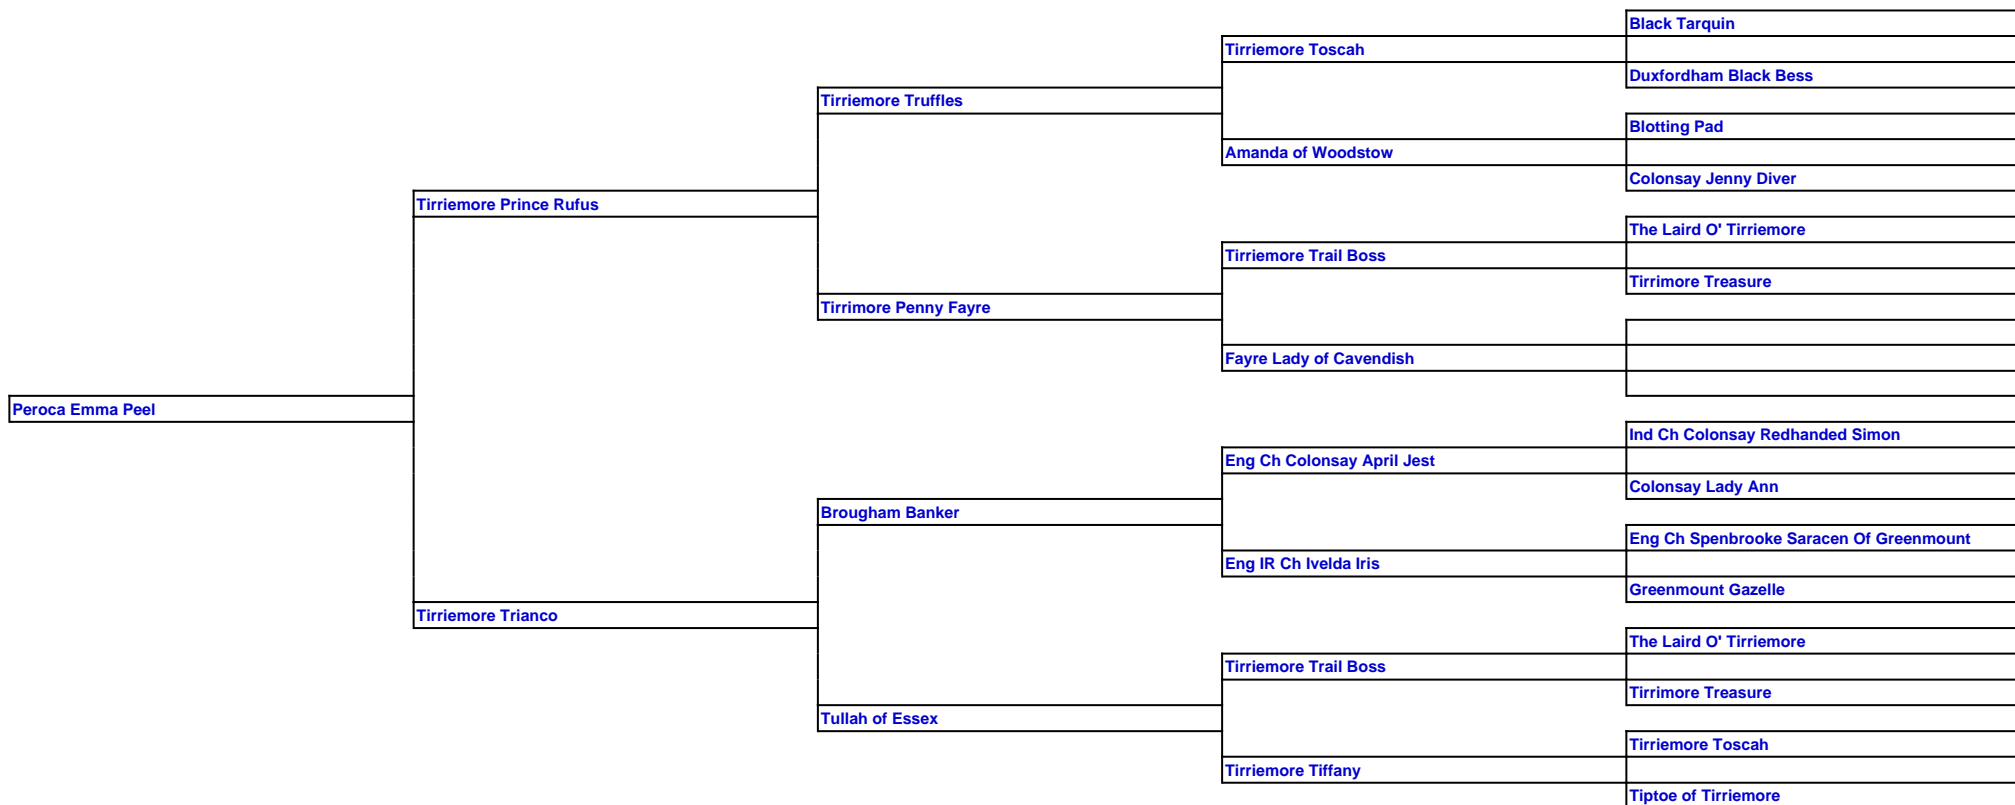 Black Tarquin
Tirriemore Toscah
Duxfordham Black Bess
Tirriemore Truffles
Blotting Pad
Amanda of Woodstow
Colonsay Jenny Diver
Tirriemore Prince Rufus
The Laird O' Tirriemore
Tirriemore Trail Boss
Tirrimore Treasure
Tirrimore Penny Fayre
Fayre Lady of Cavendish
Peroca Emma Peel
Ind Ch Colonsay Redhanded Simon
Eng Ch Colonsay April Jest
Colonsay Lady Ann
Brougham Banker
Eng Ch Spenbrooke Saracen Of Greenmount
Eng IR Ch Ivelda Iris
Greenmount Gazelle
Tirriemore Trianco
The Laird O' Tirriemore
Tirriemore Trail Boss
Tirrimore Treasure
Tullah of Essex
Tirriemore Toscah
Tirriemore Tiffany
Tiptoe of Tirriemore